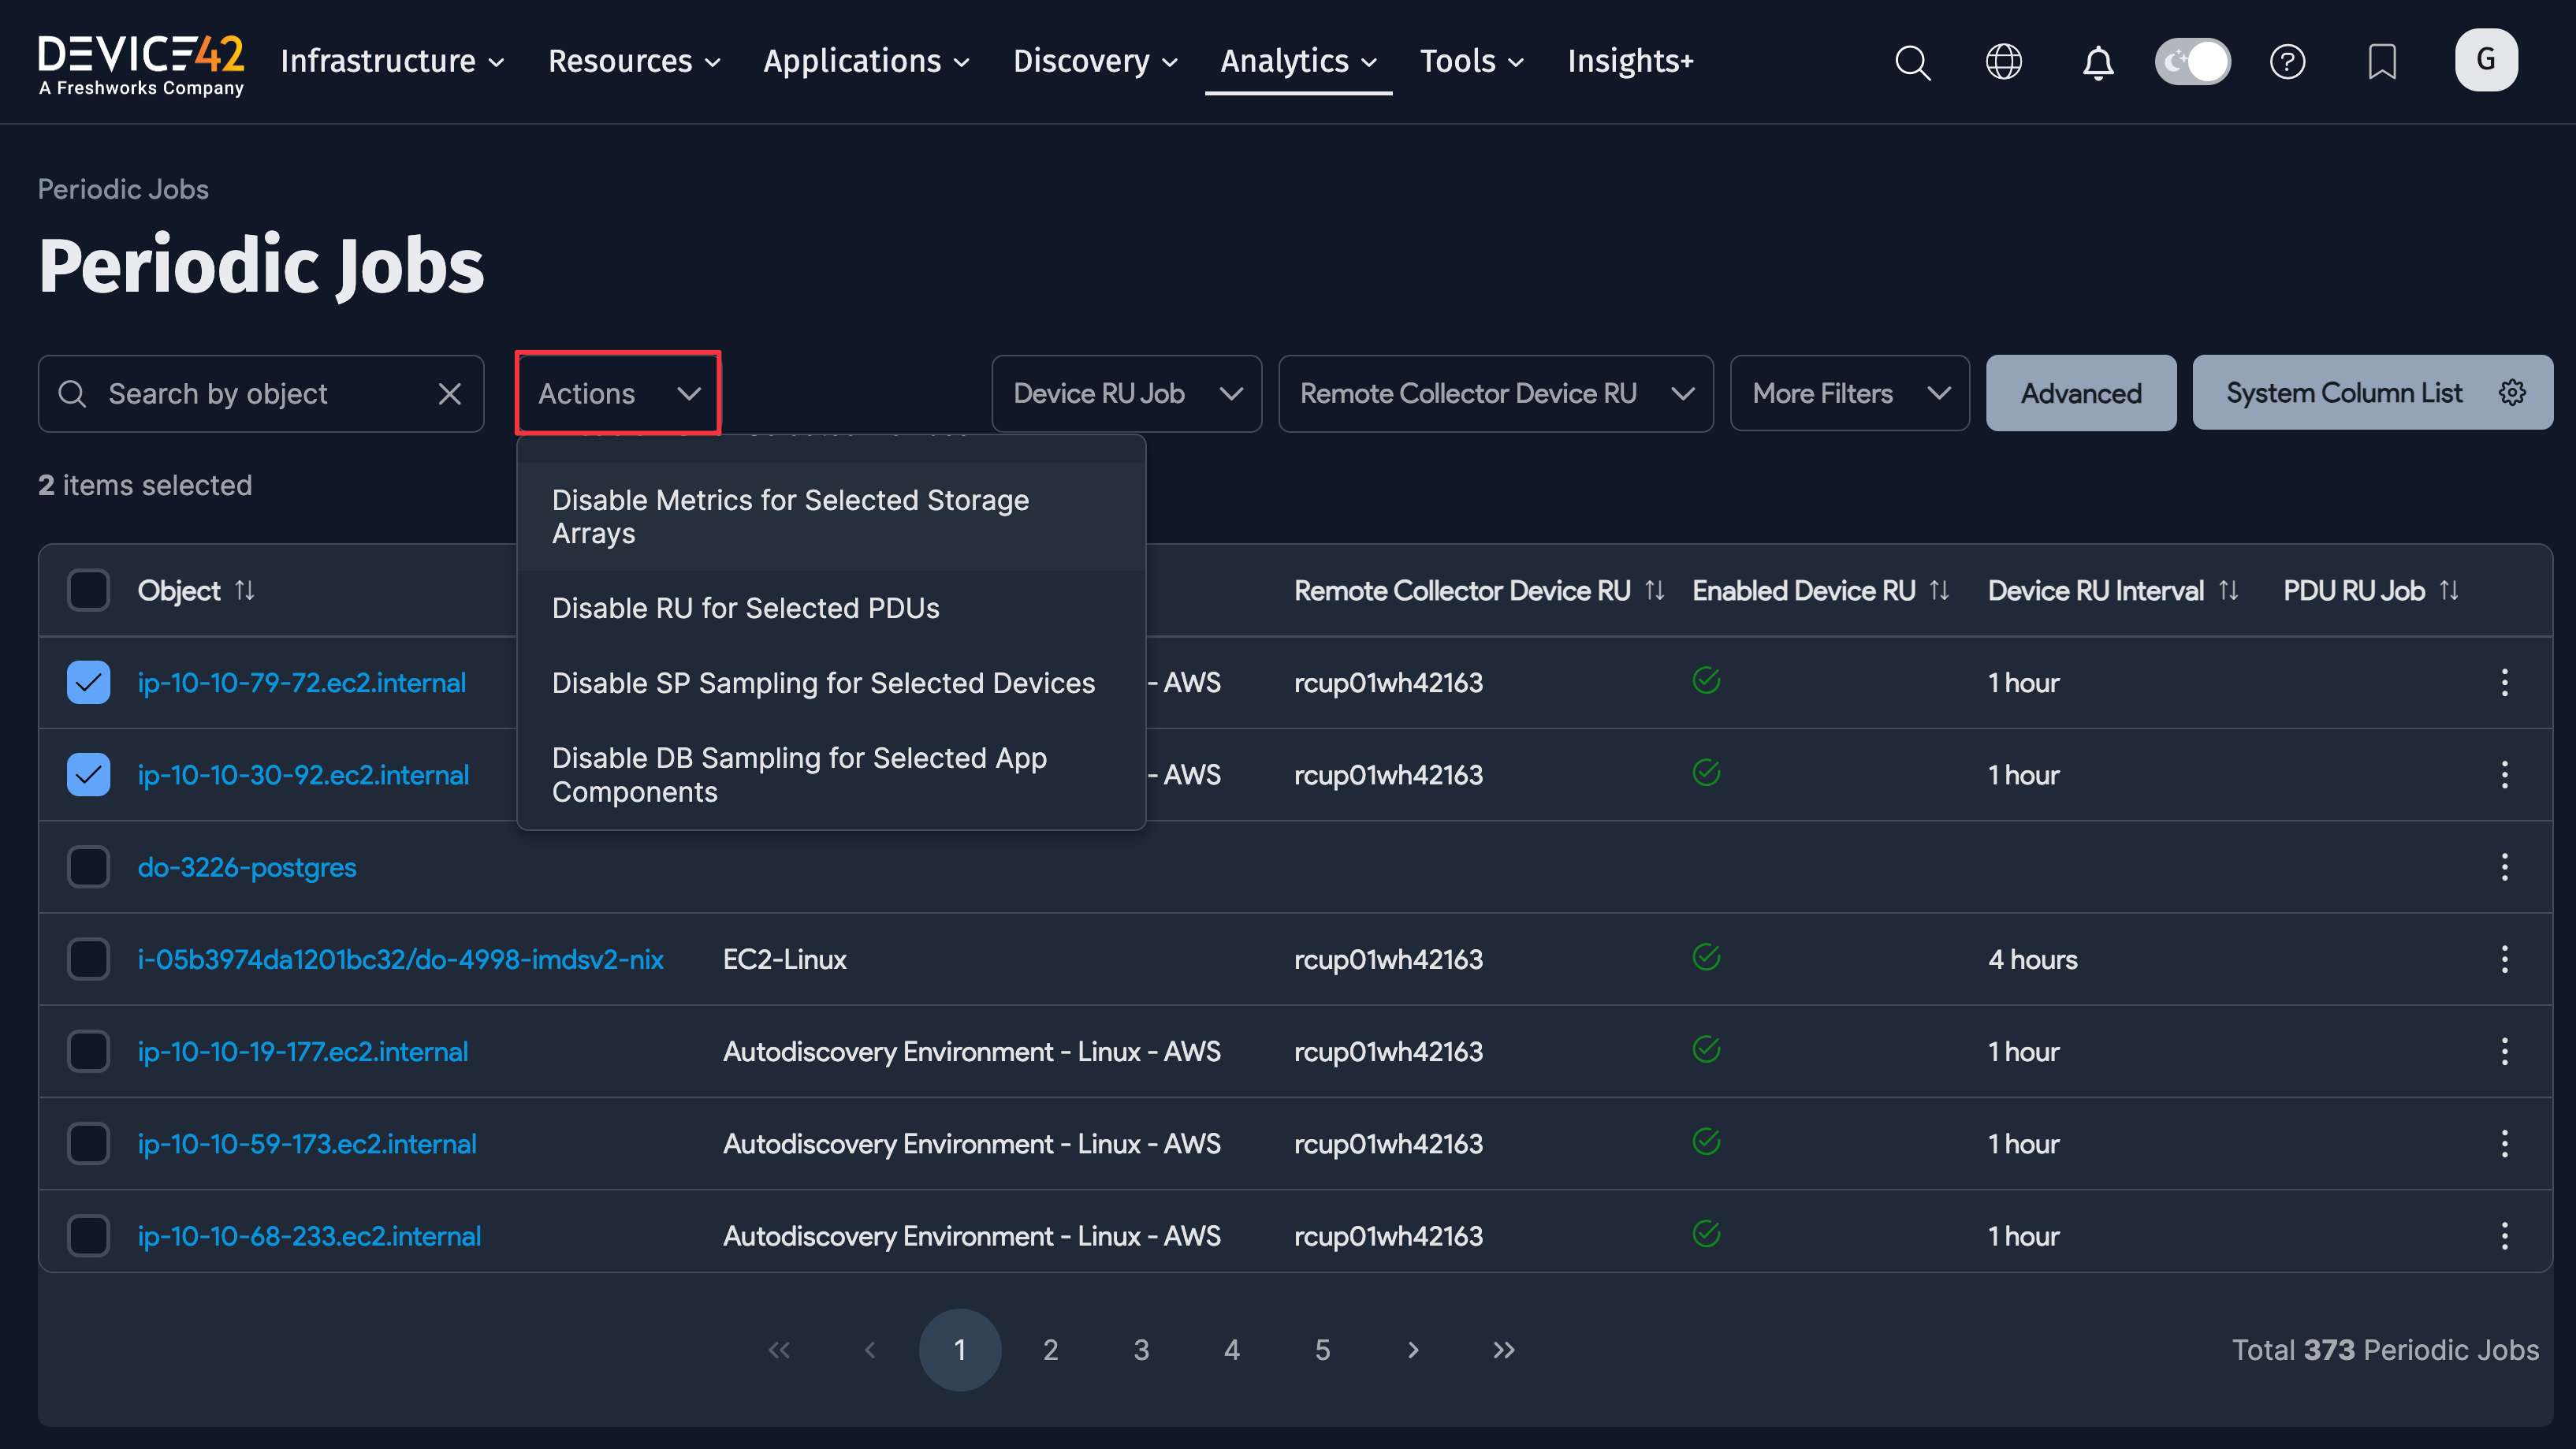 DEVICE42
A Freshworks Company
Infrastructure
Resources
Applications
Discovery
Analytics
Tools
Insights+
G
Periodic Jobs
Periodic Jobs
Search by object
Actions
Device RU Job
Remote Collector Device RU
More Filters
Advanced
System Column List
2 items selected
Disable Metrics for Selected Storage
Arrays
Disable RU for Selected PDUs
Disable SP Sampling for Selected Devices
Disable DB Sampling for Selected App
Components
Object
Remote Collector Device RU
Enabled Device RU
Device RU Interval
PDU RU Job
ip-10-10-79-72.ec2.internal
- AWS
rcup01wh42163
1 hour
ip-10-10-30-92.ec2.internal
- AWS
rcup01wh42163
1 hour
do-3226-postgres
i-05b3974da1201bc32/do-4998-imdsv2-nix
EC2-Linux
rcup01wh42163
4 hours
ip-10-10-19-177.ec2.internal
Autodiscovery Environment - Linux - AWS
rcup01wh42163
1 hour
ip-10-10-59-173.ec2.internal
Autodiscovery Environment - Linux - AWS
rcup01wh42163
1 hour
ip-10-10-68-233.ec2.internal
Autodiscovery Environment - Linux - AWS
rcup01wh42163
1 hour
1
2
3
4
5
Total 373 Periodic Jobs